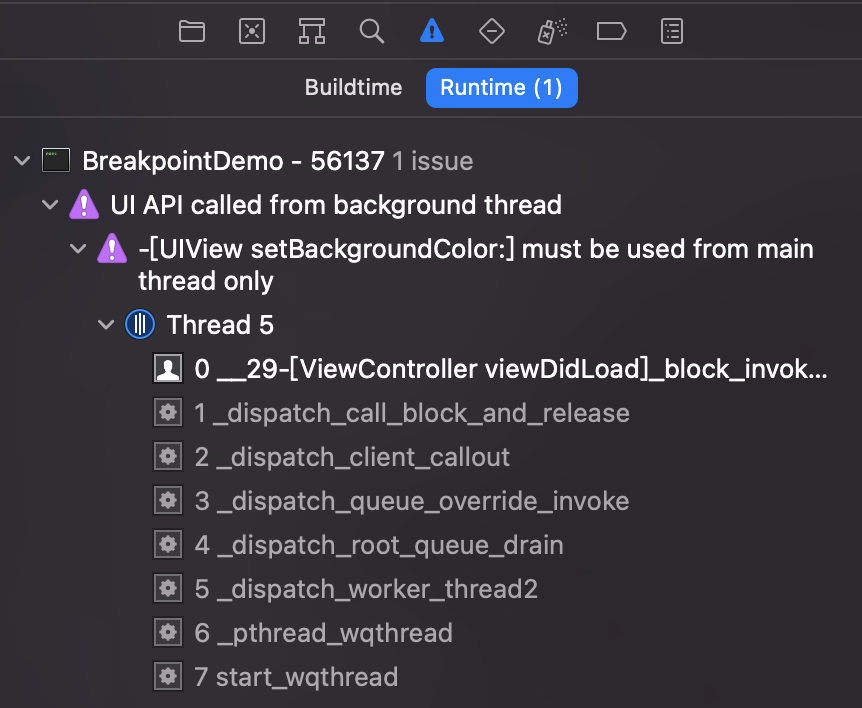 Buildtime Runtime (1)
BreakpointDemo - 56137 1 issue
UI API called from background thread
-[UIView setBackgroundColor:] must be used from main
thread only
Thread 5
0 __29-[ViewController viewDidLoad]_block_invok...
1 _dispatch_call_block_and_release
2 _dispatch_client_callout
3 _dispatch_queue_override_invoke
4 _dispatch_root_queue_drain
5 _dispatch_worker_thread2
6 _pthread_wqthread
7 start_wqthread